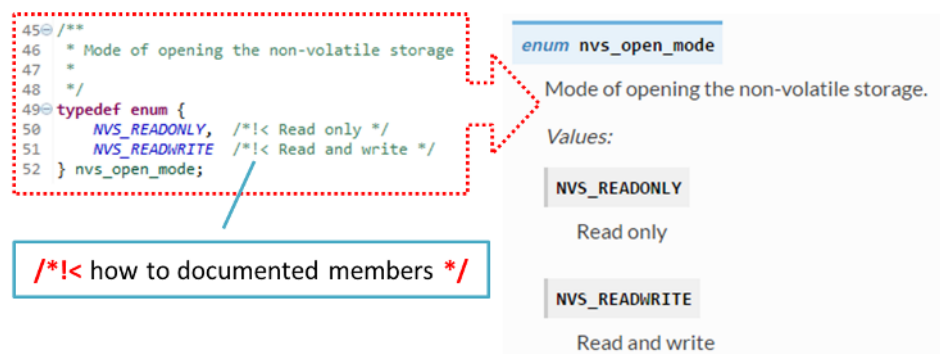 45 /**
46  * Mode of opening the non-volatile storage
47  *
48  */
49 typedef enum {
50     NVS_READONLY,  /*!< Read only */
51     NVS_READWRITE  /*!< Read and write */
52 } nvs_open_mode;
/*!< how to documented members */
enum nvs_open_mode
Mode of opening the non-volatile storage.
Values:
NVS_READONLY
Read only
NVS_READWRITE
Read and write